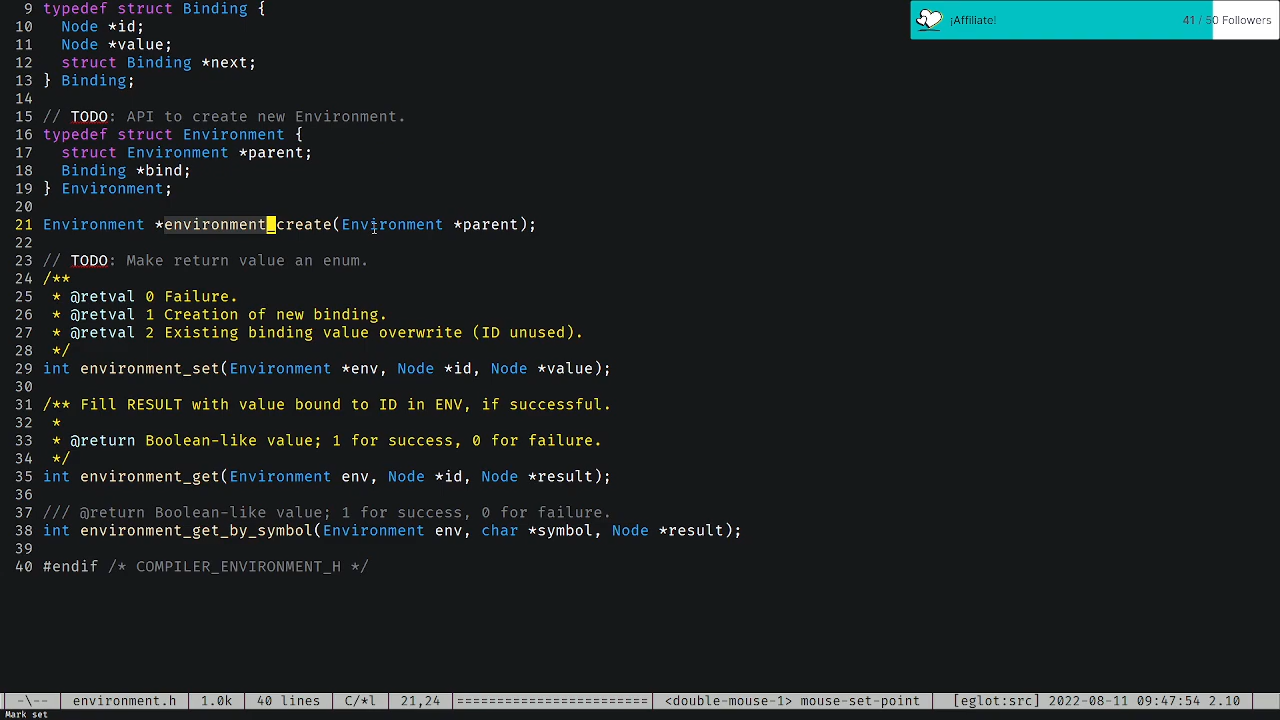 ¡Affiliate! 41 / 50 Followers
9 typedef struct Binding {
10   Node *id;
11   Node *value;
12   struct Binding *next;
13 } Binding;
14
15 // TODO: API to create new Environment.
16 typedef struct Environment {
17   struct Environment *parent;
18   Binding *bind;
19 } Environment;
20
21 Environment *environment_create(Environment *parent);
22
23 // TODO: Make return value an enum.
24 /**
25  * @retval 0 Failure.
26  * @retval 1 Creation of new binding.
27  * @retval 2 Existing binding value overwrite (ID unused).
28  */
29 int environment_set(Environment *env, Node *id, Node *value);
30
31 /** Fill RESULT with value bound to ID in ENV, if successful.
32  *
33  * @return Boolean-like value; 1 for success, 0 for failure.
34  */
35 int environment_get(Environment env, Node *id, Node *result);
36
37 /// @return Boolean-like value; 1 for success, 0 for failure.
38 int environment_get_by_symbol(Environment env, char *symbol, Node *result);
39
40 #endif /* COMPILER_ENVIRONMENT_H */
-\-- environment.h 1.0k 40 lines C/*l 21,24 ======================= <double-mouse-1> mouse-set-point [eglot:src] 2022-08-11 09:47:54 2.10
Mark set